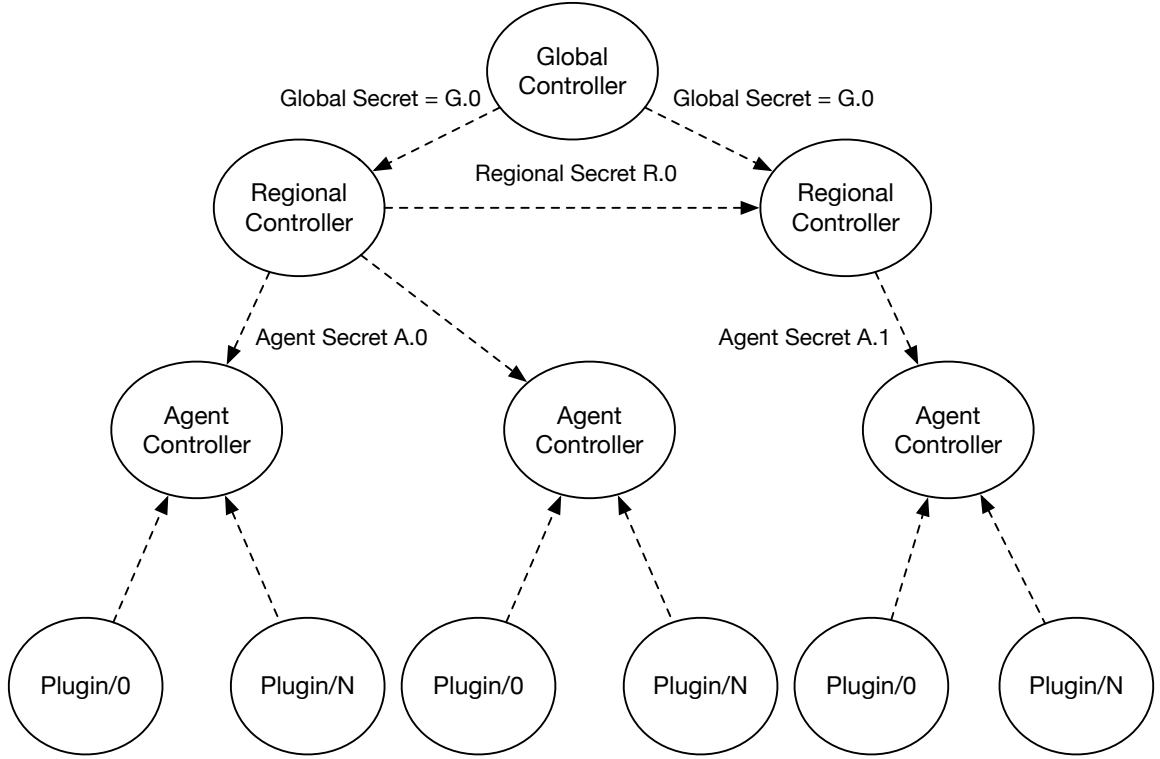 Global
Controller
Global Secret = G.0
Global Secret = G.0
Regional Secret R.0
Regional
Controller
Regional
Controller
Agent Secret A.0
Agent Secret A.1
Agent
Controller
Agent
Controller
Agent
Controller
Plugin/0
Plugin/N
Plugin/0
Plugin/N
Plugin/0
Plugin/N